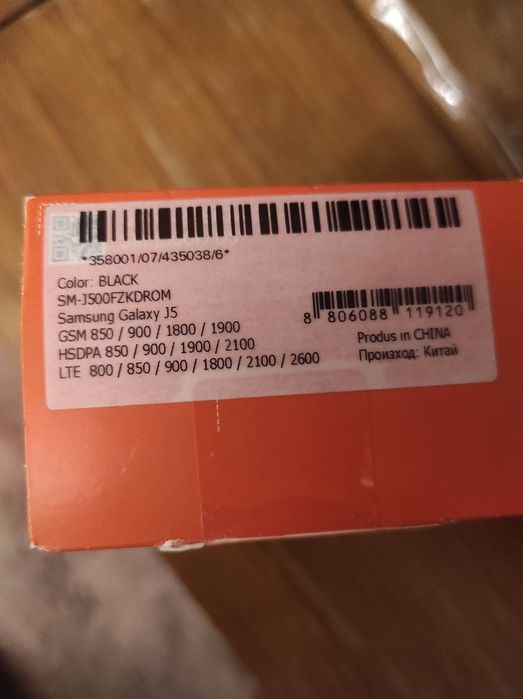 *358001/07/435038/6*
Color: BLACK
SM-J500FZKDROM
Samsung Galaxy J5
GSM 850 / 900 / 1800 / 1900
HSDPA 850 / 900 / 1900 / 2100
LTE 800 / 850 / 900 / 1800 / 2100 / 2600
8 806088 119120
Produs in CHINA
Произход: Китай